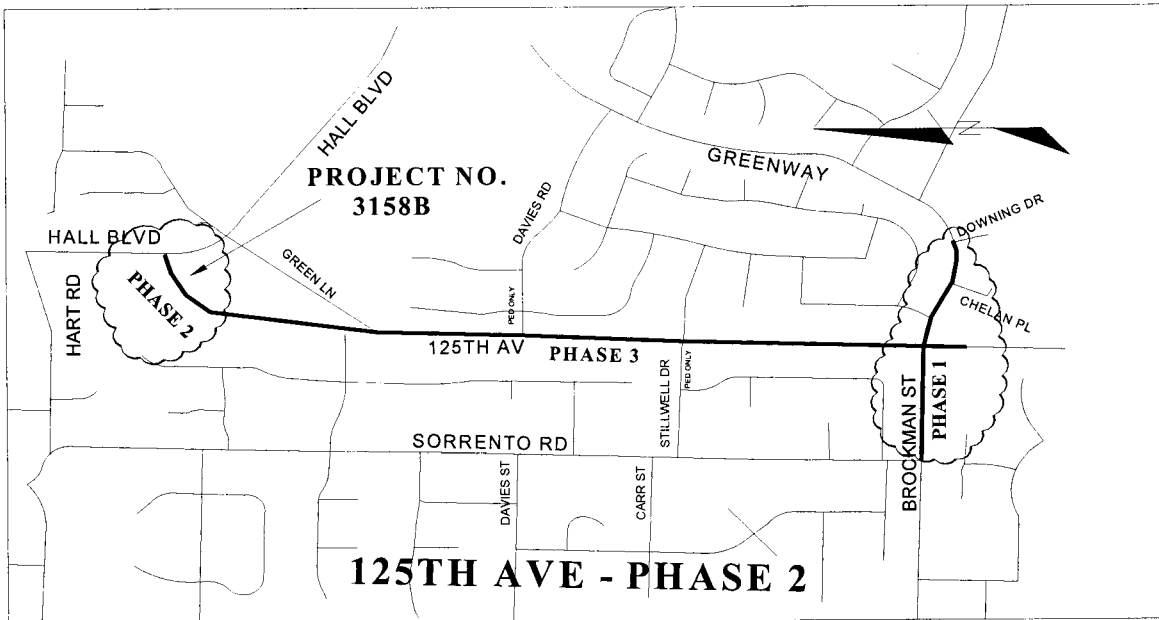 HALL BLVD
PROJECT NO.
3158B
GREENWAY
N
DAVIES RD
DOWNING DR
HALL BLVD
HART RD
PHASE 2
GREEN LN
PED ONLY
CHELAN PL
125TH AV
PHASE 3
STILLWELL DR
PED ONLY
BROCKMAN ST
PHASE 1
SORRENTO RD
DAVIES ST
CARR ST
125TH AVE - PHASE 2